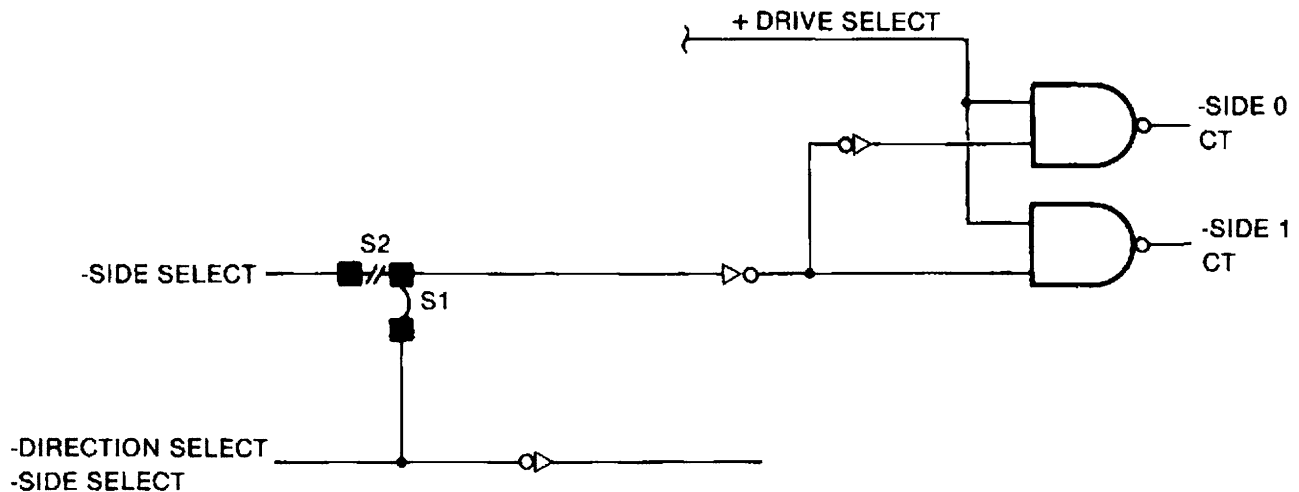 + DRIVE SELECT
-SIDE 0
CT
-SIDE 1
CT
S2
-SIDE SELECT
S1
-DIRECTION SELECT
-SIDE SELECT